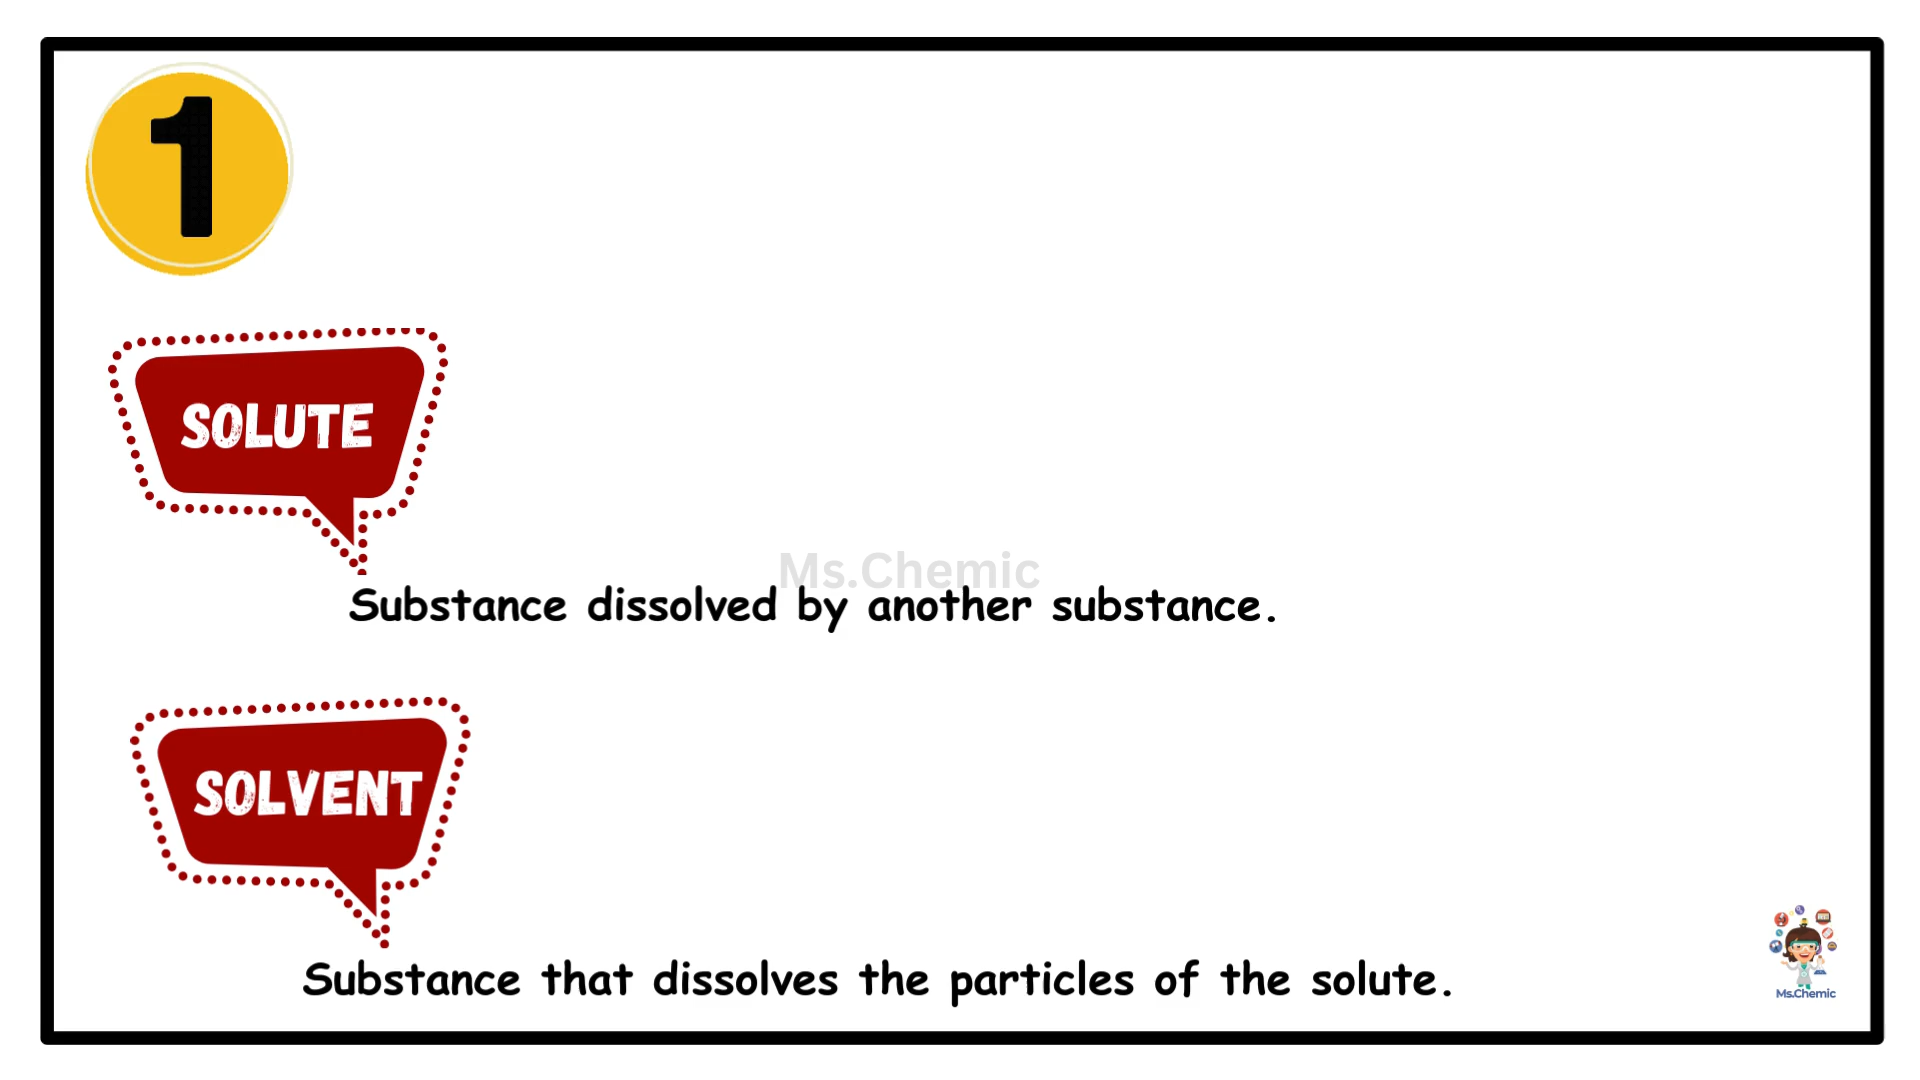 1
SOLUTE
Ms.Chemic
Substance dissolved by another substance.
SOLVENT
Substance that dissolves the particles of the solute.
Ms.Chemic